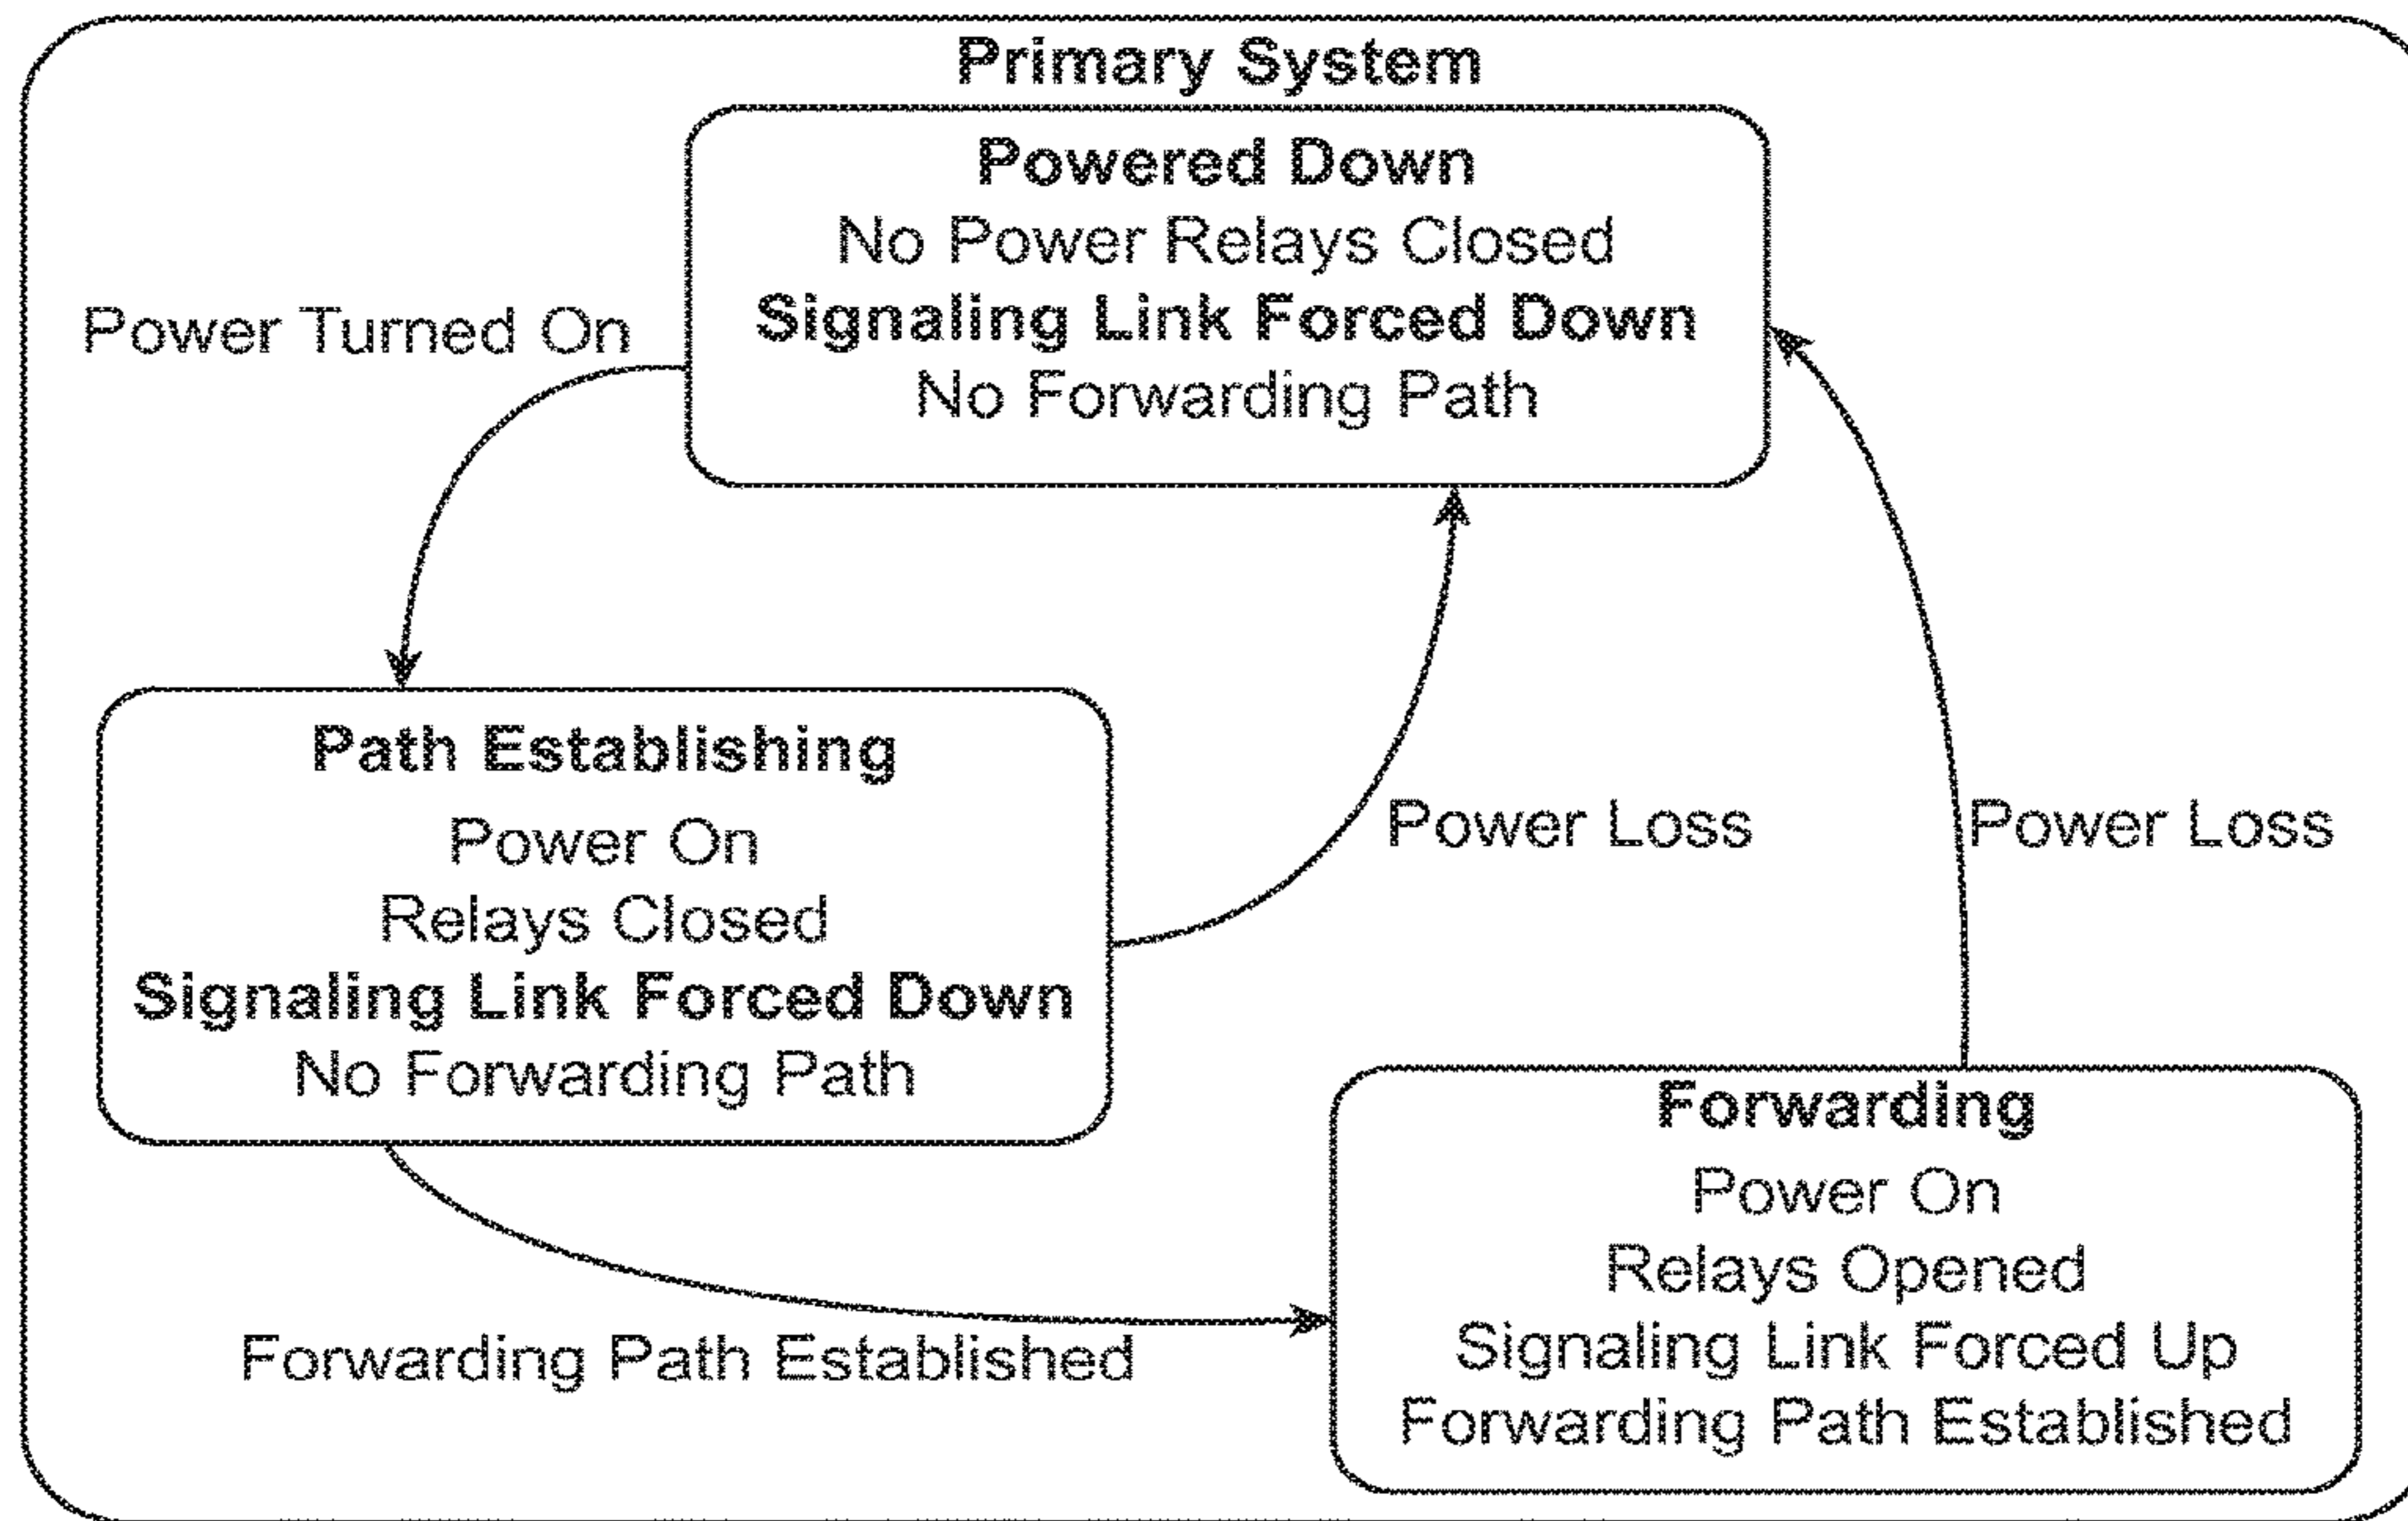 Primary System
Powered Down
No Power Relays Closed
Signaling Link Forced Down
No Forwarding Path
Power Turned On
Path Establishing
Power On
Relays Closed
Signaling Link Forced Down
No Forwarding Path
Power Loss
Power Loss
Forwarding
Power On
Relays Opened
Signaling Link Forced Up
Forwarding Path Established
Forwarding Path Established